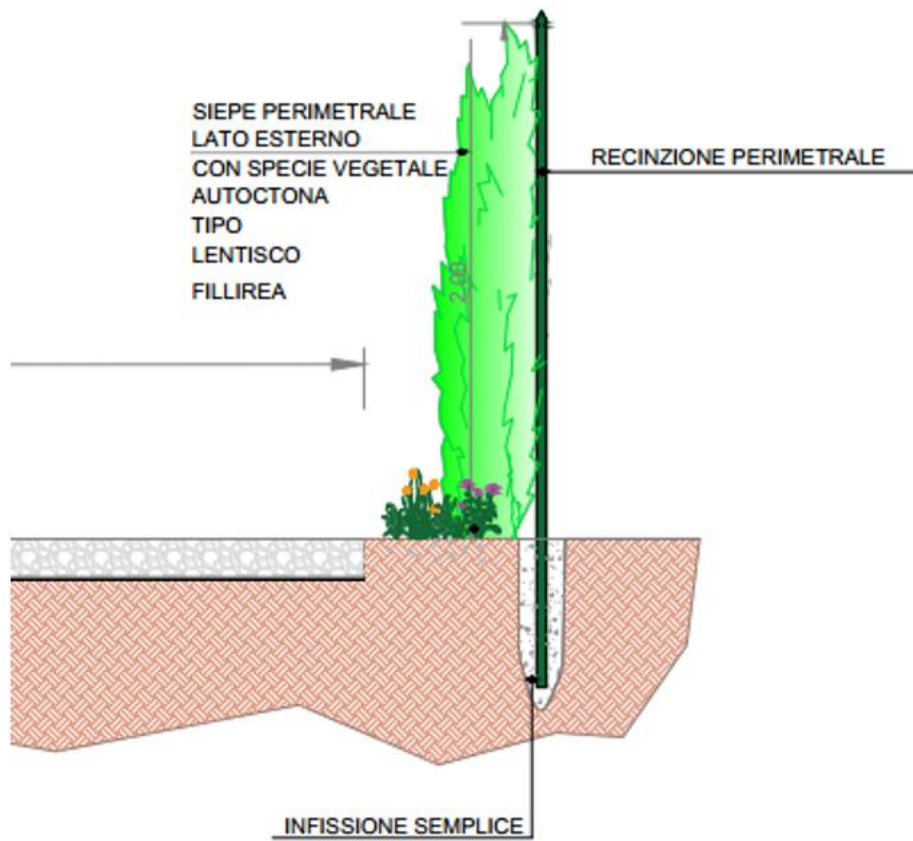 SIEPE PERIMETRALE
LATO ESTERNO
CON SPECIE VEGETALE
AUTOCTONA
TIPO
LENTISCO
FILLIREA
RECINZIONE PERIMETRALE
2,00
INFISSIONE SEMPLICE